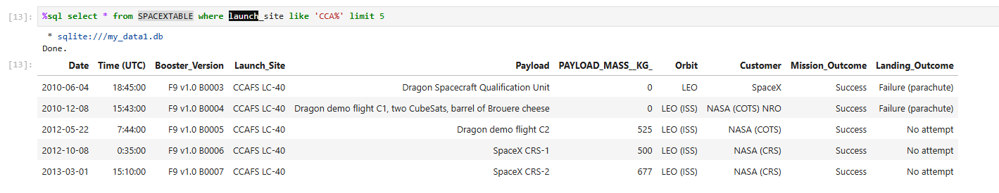 [13]: %sql select * from SPACEXTABLE where launch_site like 'CCA%' limit 5
* sqlite:///my_data1.db
Done.
[13]: Date Time (UTC) Booster_Version Launch_Site Payload PAYLOAD_MASS__KG_ Orbit Customer Mission_Outcome Landing_Outcome
2010-06-04 18:45:00 F9 v1.0 B0003 CCAFS LC-40 Dragon Spacecraft Qualification Unit 0 LEO SpaceX Success Failure (parachute)
2010-12-08 15:43:00 F9 v1.0 B0004 CCAFS LC-40 Dragon demo flight C1, two CubeSats, barrel of Brouere cheese 0 LEO (ISS) NASA (COTS) NRO Success Failure (parachute)
2012-05-22 7:44:00 F9 v1.0 B0005 CCAFS LC-40 Dragon demo flight C2 525 LEO (ISS) NASA (COTS) Success No attempt
2012-10-08 0:35:00 F9 v1.0 B0006 CCAFS LC-40 SpaceX CRS-1 500 LEO (ISS) NASA (CRS) Success No attempt
2013-03-01 15:10:00 F9 v1.0 B0007 CCAFS LC-40 SpaceX CRS-2 677 LEO (ISS) NASA (CRS) Success No attempt